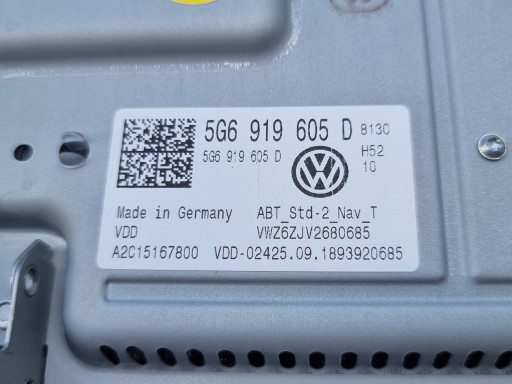 5G6 919 605 D 8130
5G6 919 605 D H52
10
Made in Germany ABT_Std-2_Nav_T
VDD VWZ6ZJV2680685
A2C15167800 VDD-02425.09.1893920685